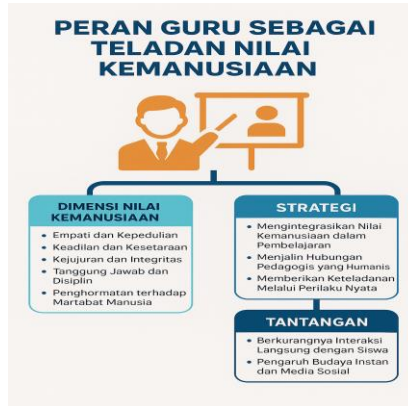 PERAN GURU SEBAGAI
TELADAN NILAI
KEMANUSIAAN
DIMENSI NILAI
KEMANUSIAAN
• Empati dan Kepedulian
• Keadilan dan Kesetaraan
• Kejujuran dan Integritas
• Tanggung Jawab dan
Disiplin
• Penghormatan terhadap
Martabat Manusia
STRATEGI
• Mengintegrasikan Nilai
Kemanusiaan dalam
Pembelajaran
• Menjalin Hubungan
Pedagogis yang Humanis
• Memberikan Keteladanan
Melalui Perilaku Nyata
TANTANGAN
• Berkurangnya Interaksi
Langsung dengan Siswa
• Pengaruh Budaya Instan
dan Media Sosial